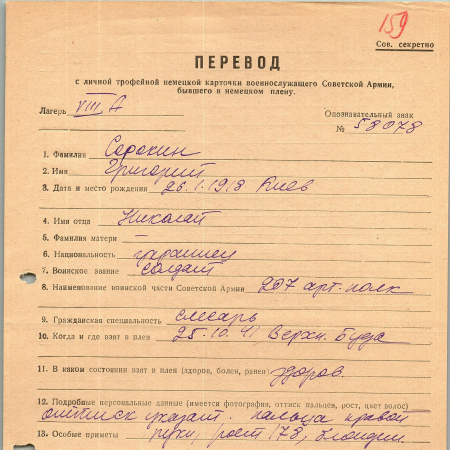 159
Сов. секретно
ПЕРЕВОД
с личной трофейной немецкой карточки военнослужащего Советской Армии,
бывшего в немецком плену.
Лагерь VIII A
Опознавательный знак
№ 58078
1. Фамилия Сорокин
2. Имя Григорий
3. Дата и место рождения 26.1.1918 Киев
4. Имя отца Николай
5. Фамилия матери —
6. Национальность украинец
7. Воинское звание солдат
8. Наименование воинской части Советской Армии 207 арт. полк
9. Гражданская специальность слесарь
10. Когда и где взят в плен 25.10.41, Верхн. Буда
11. В каком состоянии взят в плен (здоров, болен, ранен) здоров.
12. Подробные персональные данные (имеется фотография, оттиск пальцев, рост, цвет волос)
оттиск указат. пальца правой
13. Особые приметы руки, рост 178, блондин